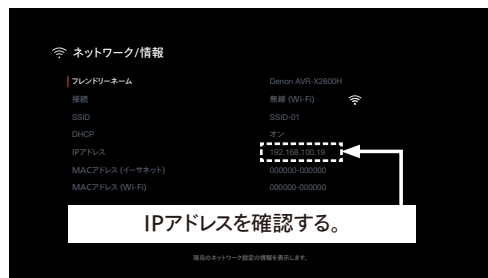 ネットワーク/情報
フレンドリーネーム Denon AVR-X2800H
接続 無線 (Wi-Fi)
SSID SSID-01
DHCP オン
IPアドレス 192.168.100.19
MACアドレス (イーサネット) 000000-000000
MACアドレス (Wi-Fi) 000000-000000
IPアドレスを確認する。
現在のネットワーク設定の情報を表示します。